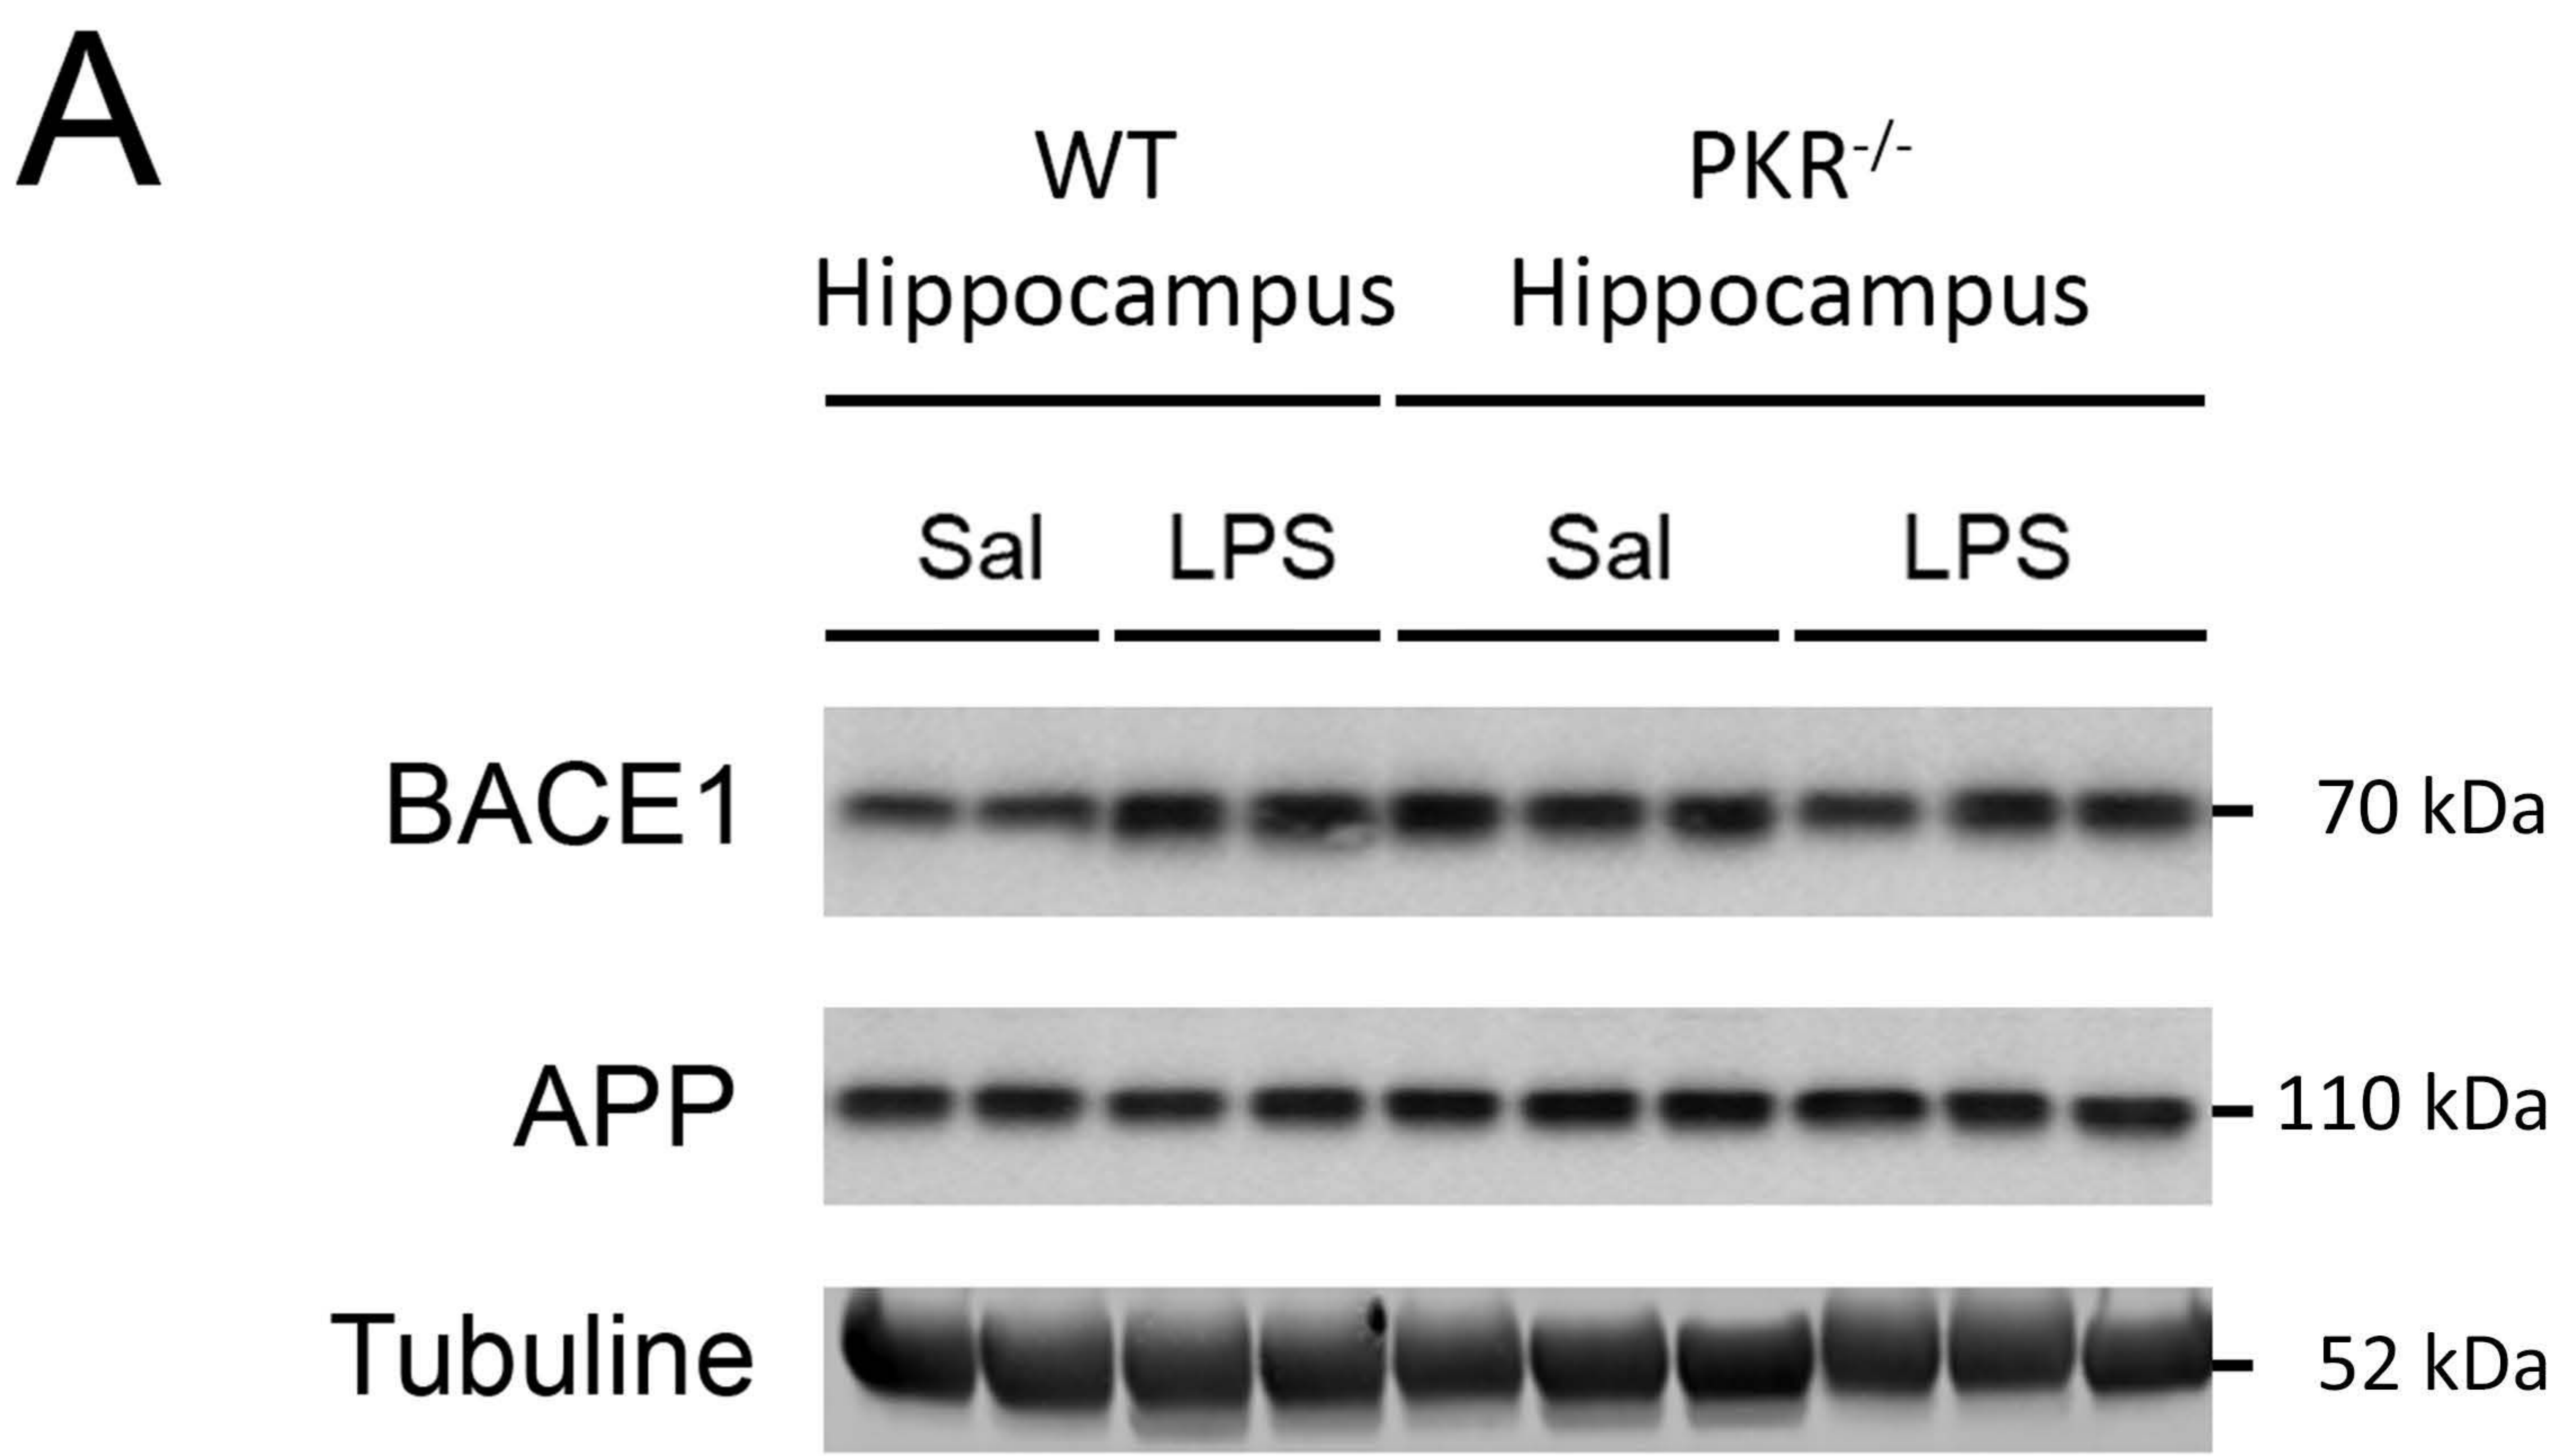 A
WT
Hippocampus
PKR-/-
Hippocampus
Sal
LPS
Sal
LPS
BACE1
70 kDa
APP
110 kDa
Tubuline
52 kDa